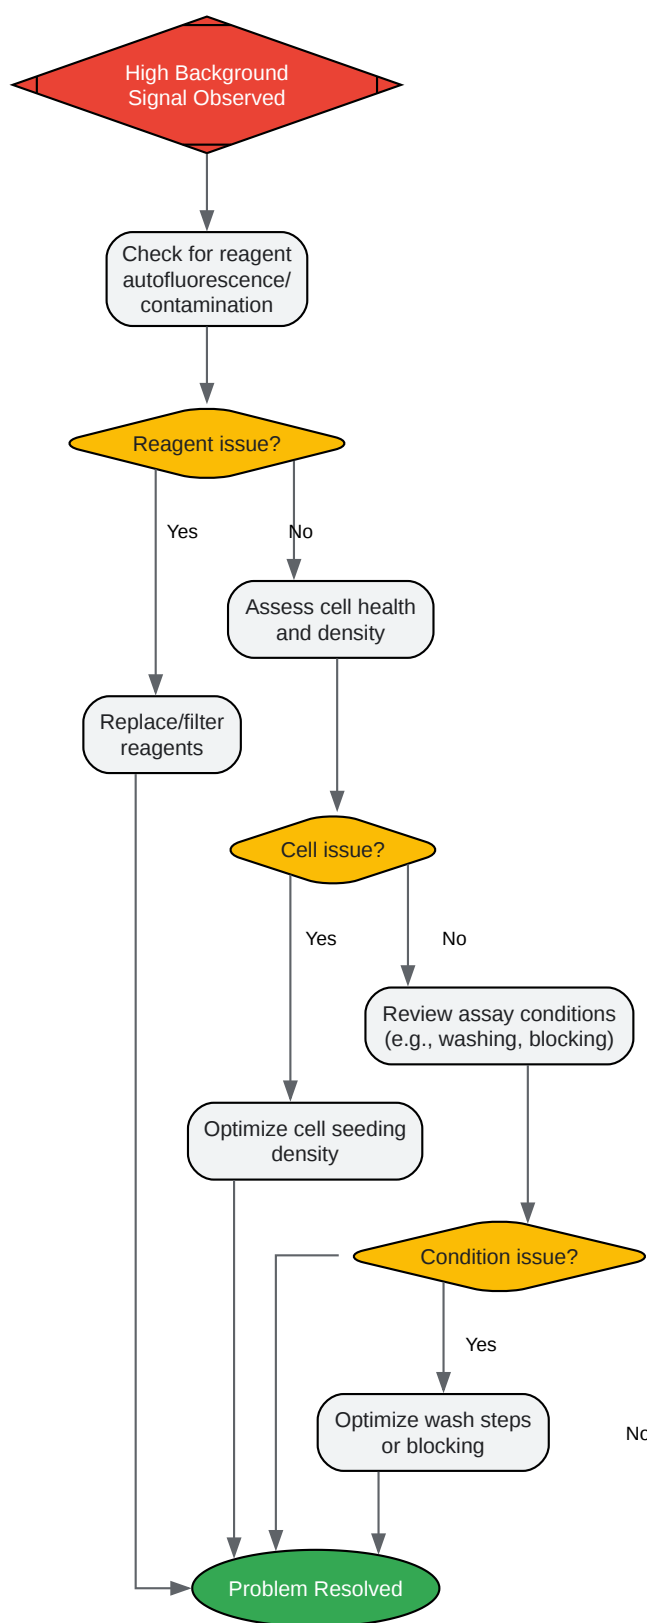 High Background
Signal Observed
Check for reagent
autofluorescence/
contamination
Reagent issue?
Yes
No
Assess cell health
and density
Replace/filter
reagents
Cell issue?
Yes
No
Review assay conditions
(e.g., washing, blocking)
Optimize cell seeding
density
Condition issue?
Yes
Optimize wash steps
or blocking
No
Problem Resolved